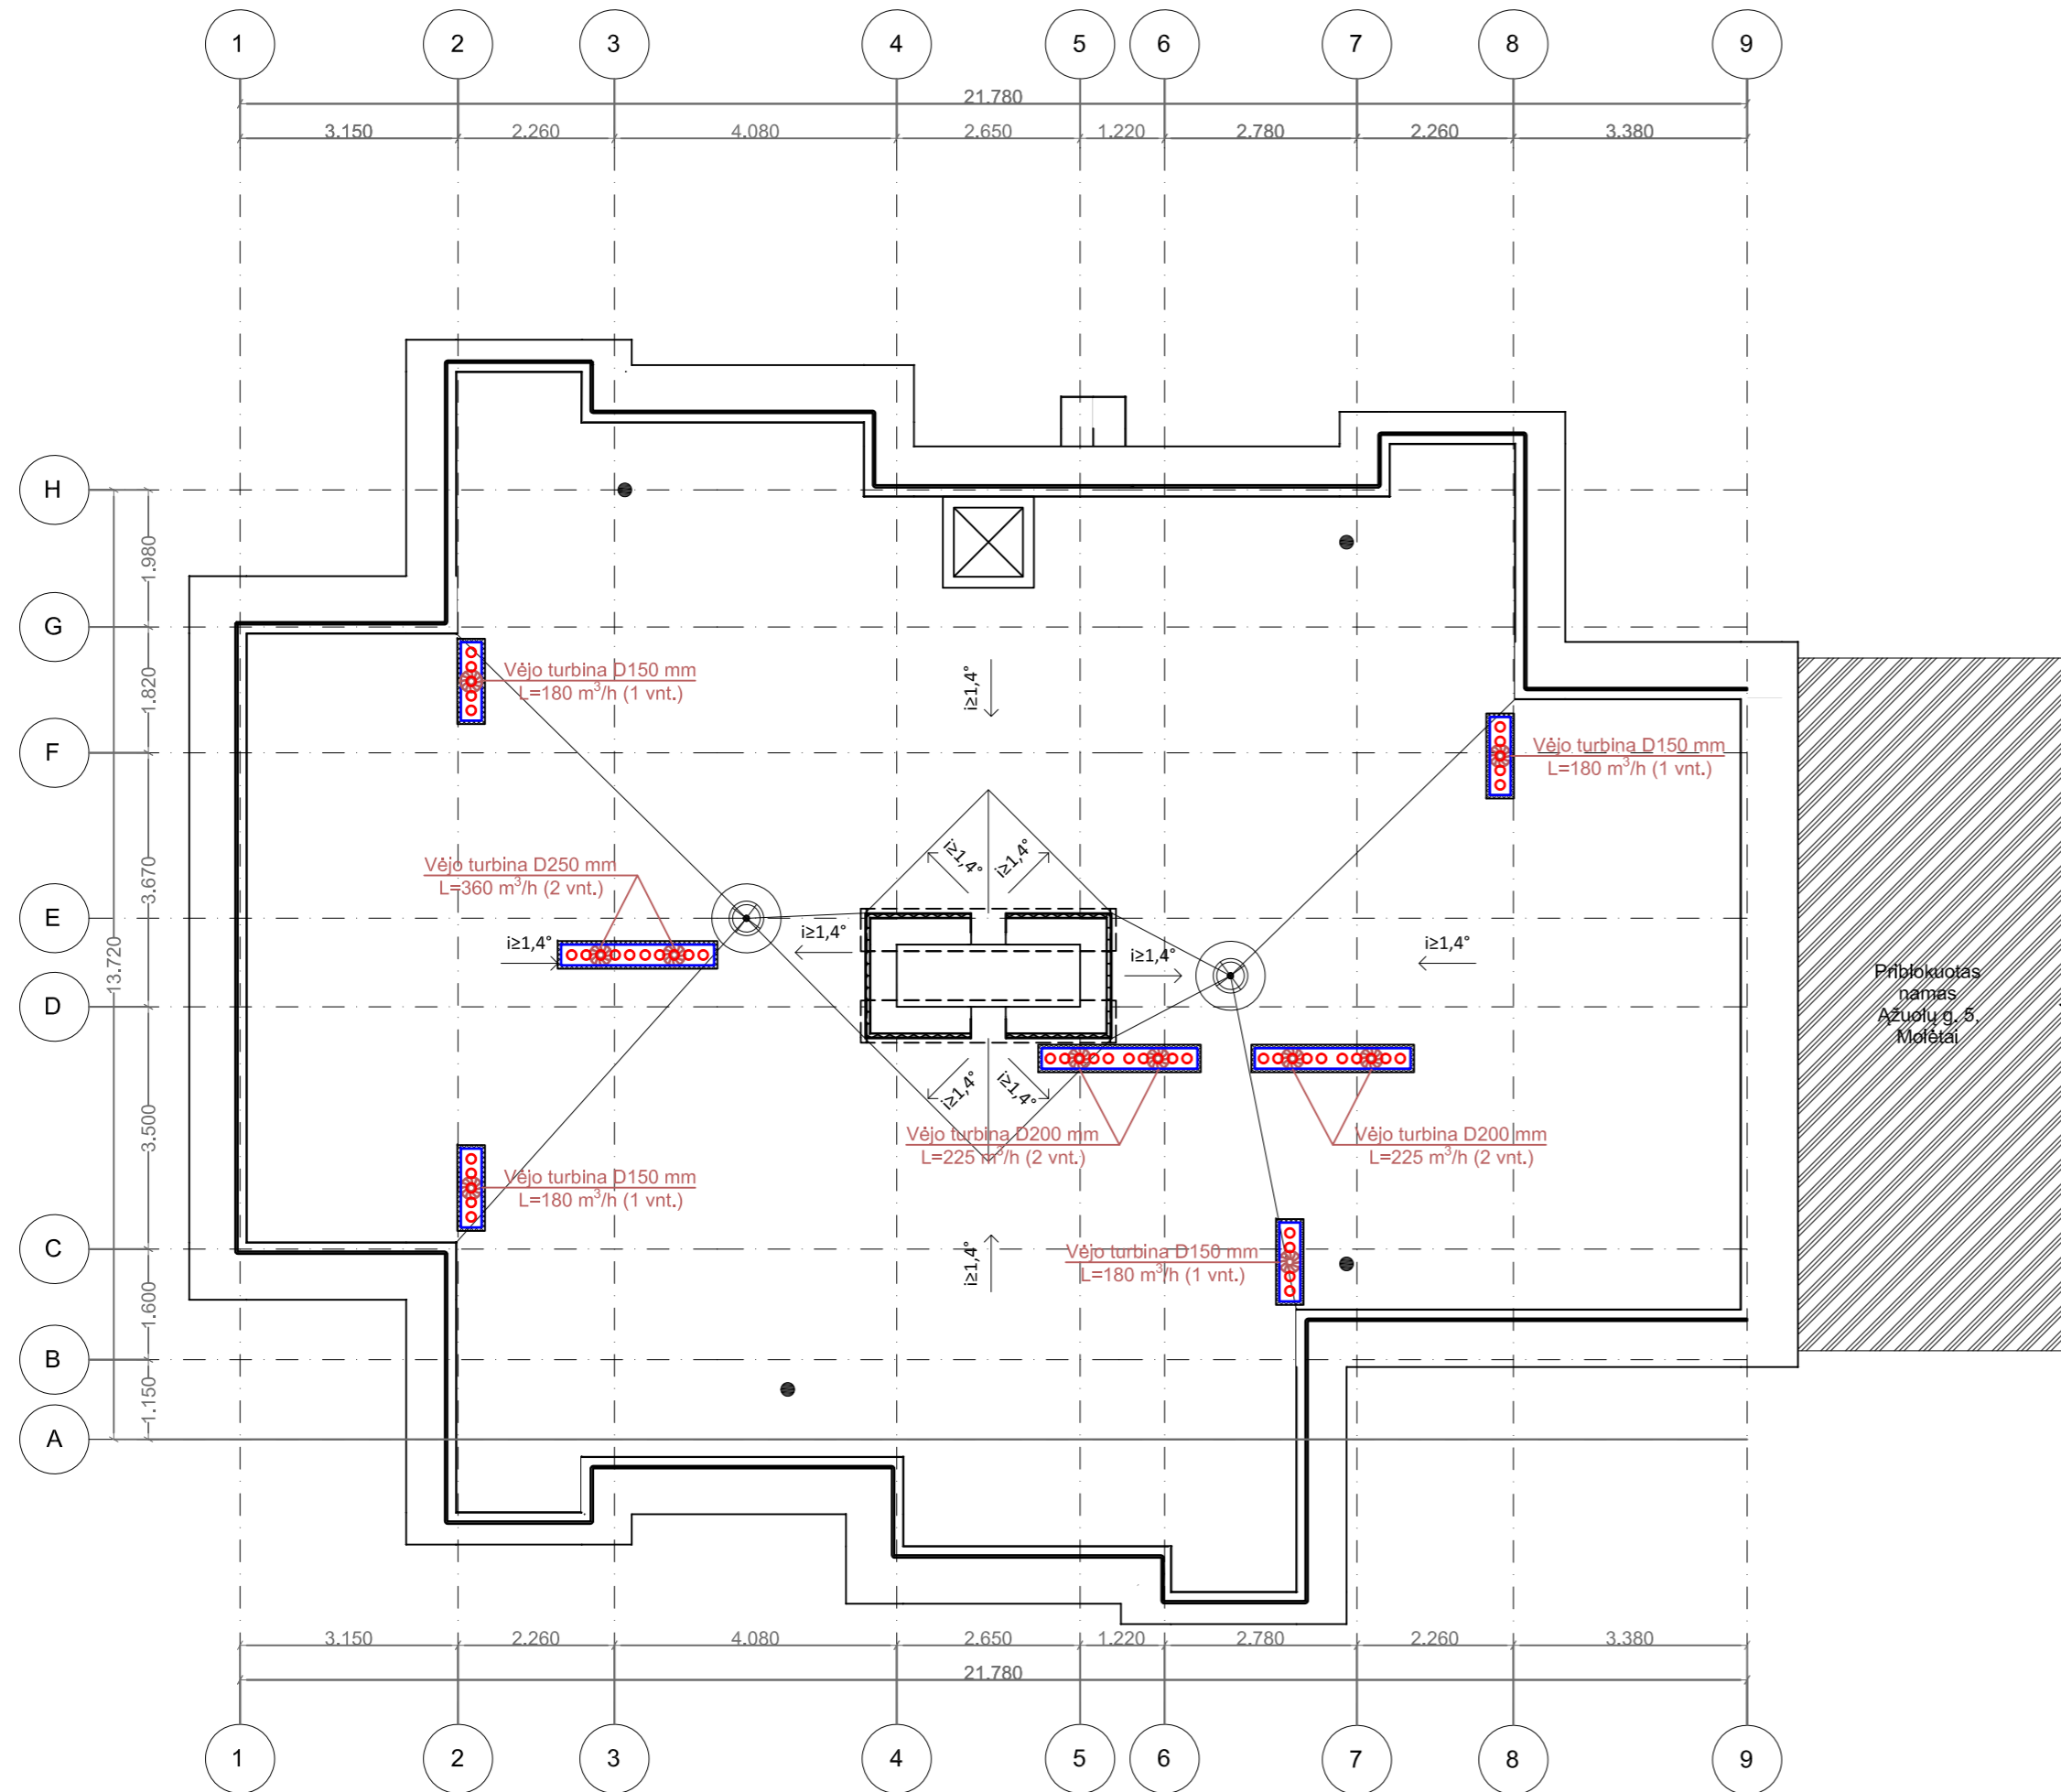 1 2 3 4 5 6 7 8 9
21.780
3.150 2.260 4.080 2.650 1.220 2.780 2.260 3.380
H
1.980
G
Vėjo turbina D150 mm
L=180 m³/h (1 vnt.)
i≥1,4°
1.820
F
Vėjo turbina D150 mm
L=180 m³/h (1 vnt.)
3.670
Vėjo turbina D250 mm
L=360 m³/h (2 vnt.)
i≥1,4° i≥1,4°
E
13.720
i≥1,4° i≥1,4° i≥1,4° i≥1,4°
Priblokuotas
namas
Ąžuolų g. 5,
Molėtai
D
i≥1,4° i≥1,4°
3.500
Vėjo turbina D200 mm
L=225 m³/h (2 vnt.)
Vėjo turbina D200 mm
L=225 m³/h (2 vnt.)
Vėjo turbina D150 mm
L=180 m³/h (1 vnt.)
C
i≥1,4°
Vėjo turbina D150 mm
L=180 m³/h (1 vnt.)
1.600
B
1.150
A
3.150 2.260 4.080 2.650 1.220 2.780 2.260 3.380
21.780
1 2 3 4 5 6 7 8 9